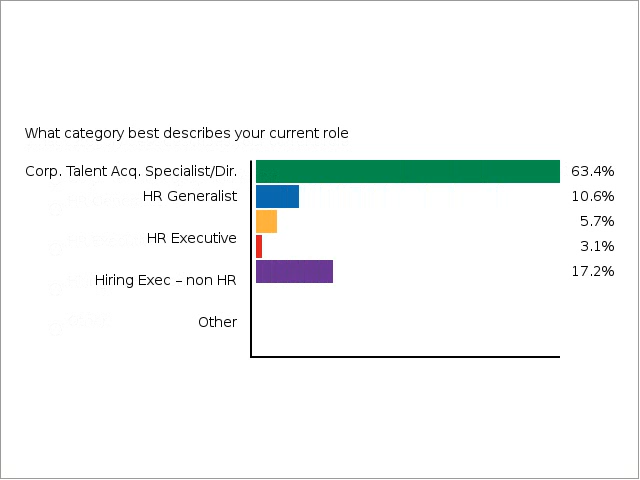 What category best describes your current role
Corp. Talent Acq. Specialist/Dir. 63.4%
HR Generalist 10.6%
5.7%
HR Executive
3.1%
17.2%
Hiring Exec – non HR
Other